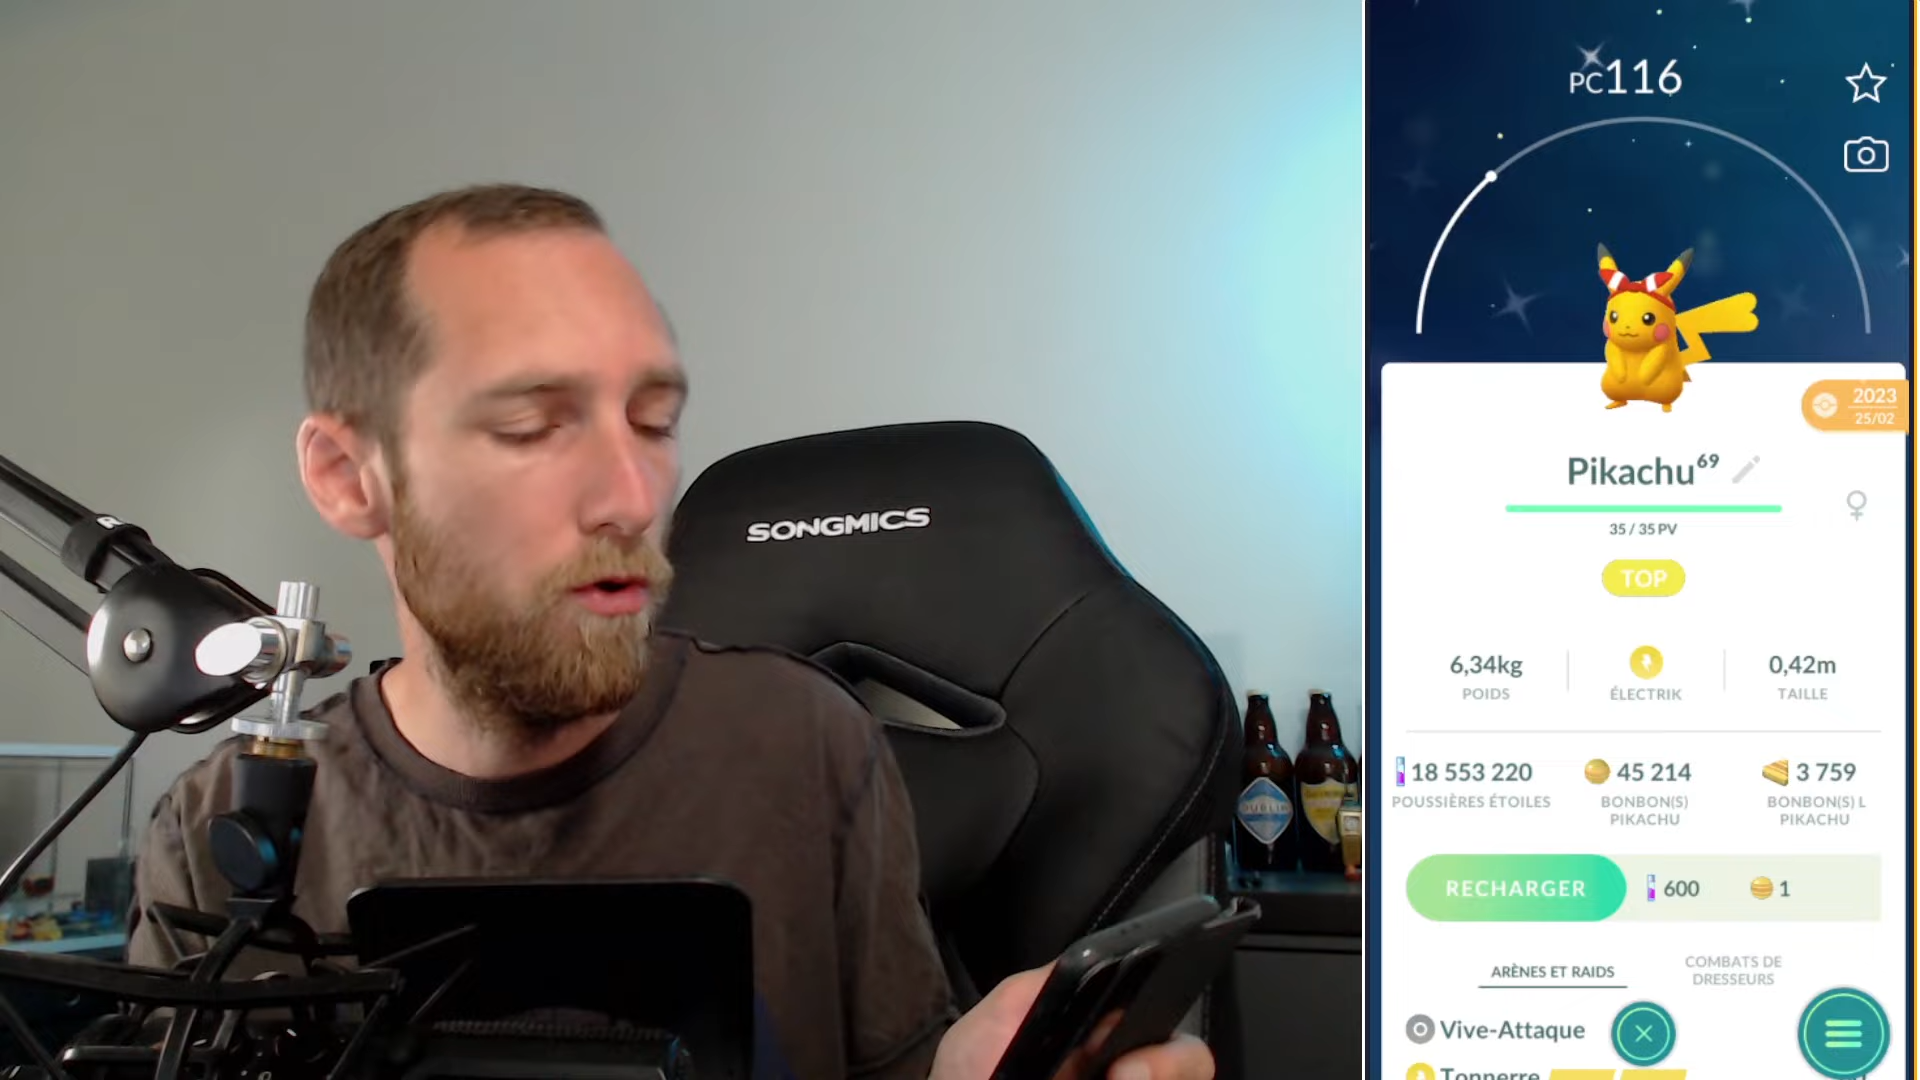 SONGMICS
PC116
2023
25/02
Pikachu⁶⁹
35 / 35 PV
TOP
6,34kg
POIDS
ÉLECTRIK
0,42m
TAILLE
18 553 220
POUSSIÈRES ÉTOILES
45 214
BONBON(S)
PIKACHU
3 759
BONBON(S) L
PIKACHU
RECHARGER
600
1
ARÈNES ET RAIDS
COMBATS DE
DRESSEURS
Vive-Attaque
Tonnerre